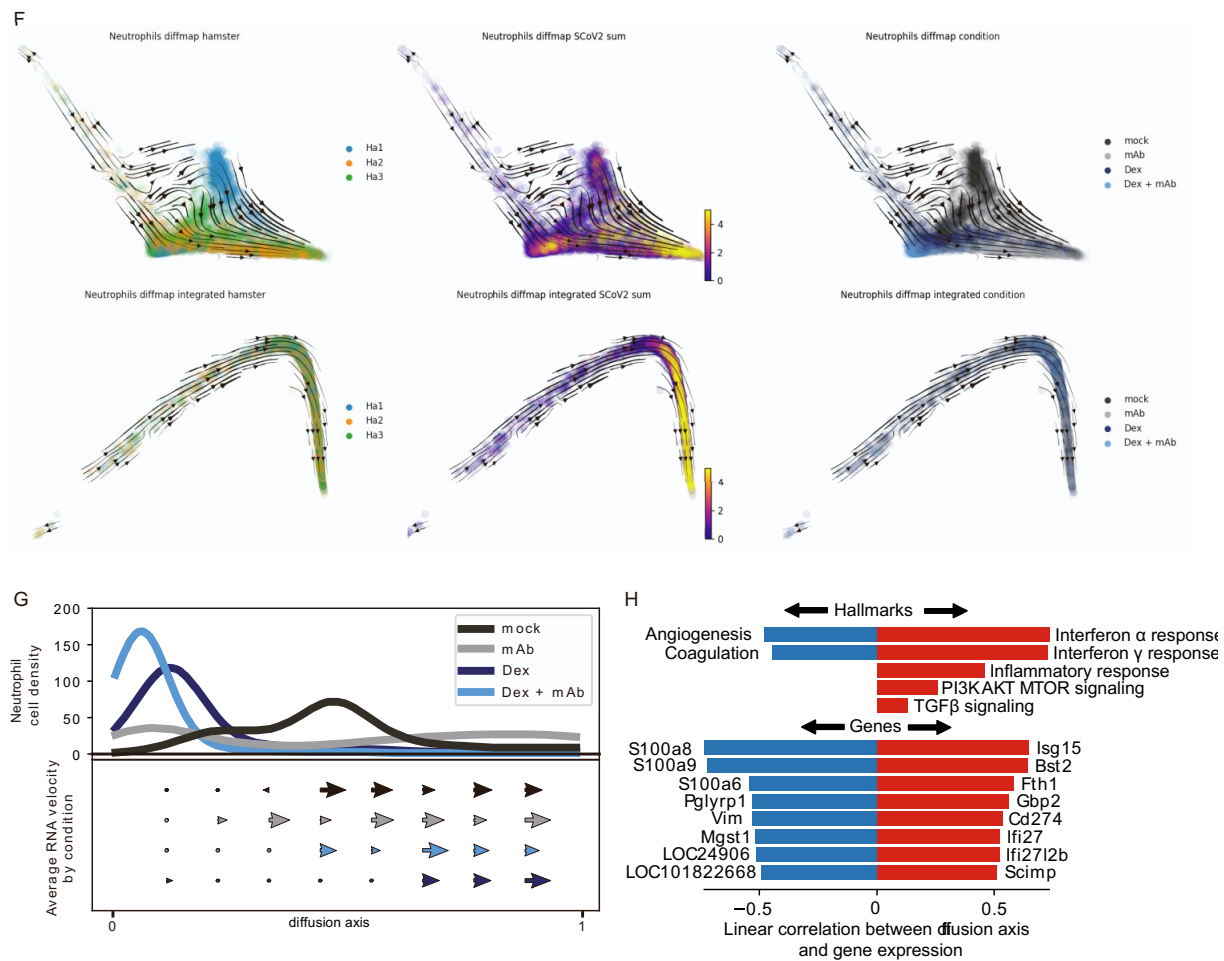 F
Neutrophils diffmap hamster
Neutrophils diffmap SCoV2 sum
Neutrophils diffmap condition
Ha1
Ha2
Ha3
4
2
0
mock
mAb
Dex
Dex + mAb
Neutrophils diffmap integrated hamster
Neutrophils diffmap integrated SCoV2 sum
Neutrophils diffmap integrated condition
Ha1
Ha2
Ha3
4
2
0
mock
mAb
Dex
Dex + mAb
G
200
150
100
50
0
Neutrophil
cell density
mock
mAb
Dex
Dex + mAb
Average RNA velocity
by condition
0
diffusion axis
1
H
Hallmarks
Angiogenesis
Coagulation
Interferon α response
Interferon γ response
Inflammatory response
PI3K AKT MTOR signaling
TGFβ signaling
Genes
S100a8
S100a9
S100a6
Pglyrp1
Vim
Mgst1
LOC24906
LOC101822668
Isg15
Bst2
Fth1
Gbp2
Cd274
Ifi27
Ifi27l2b
Scimp
−0.5
0
0.5
Linear correlation between diffusion axis
and gene expression